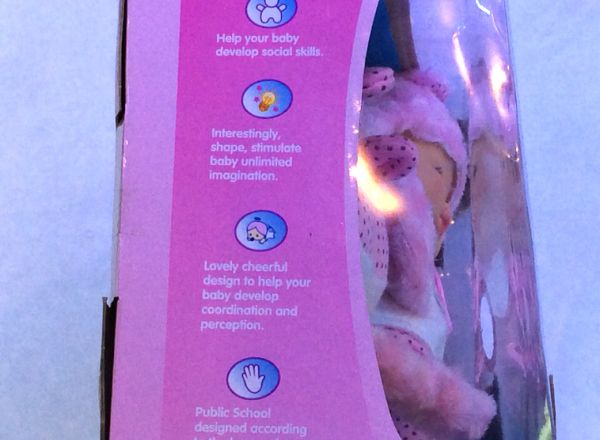 Help your baby
develop social skills.
Interestingly,
shape, stimulate
baby unlimited
imagination.
Lovely cheerful
design to help your
baby develop
coordination and
perception.
Public School
designed according